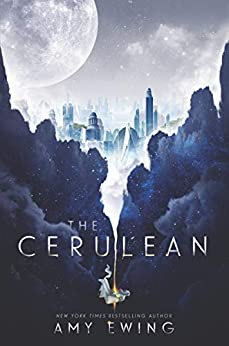 THE
CERULEAN
NEW YORK TIMES BESTSELLING AUTHOR
AMY EWING